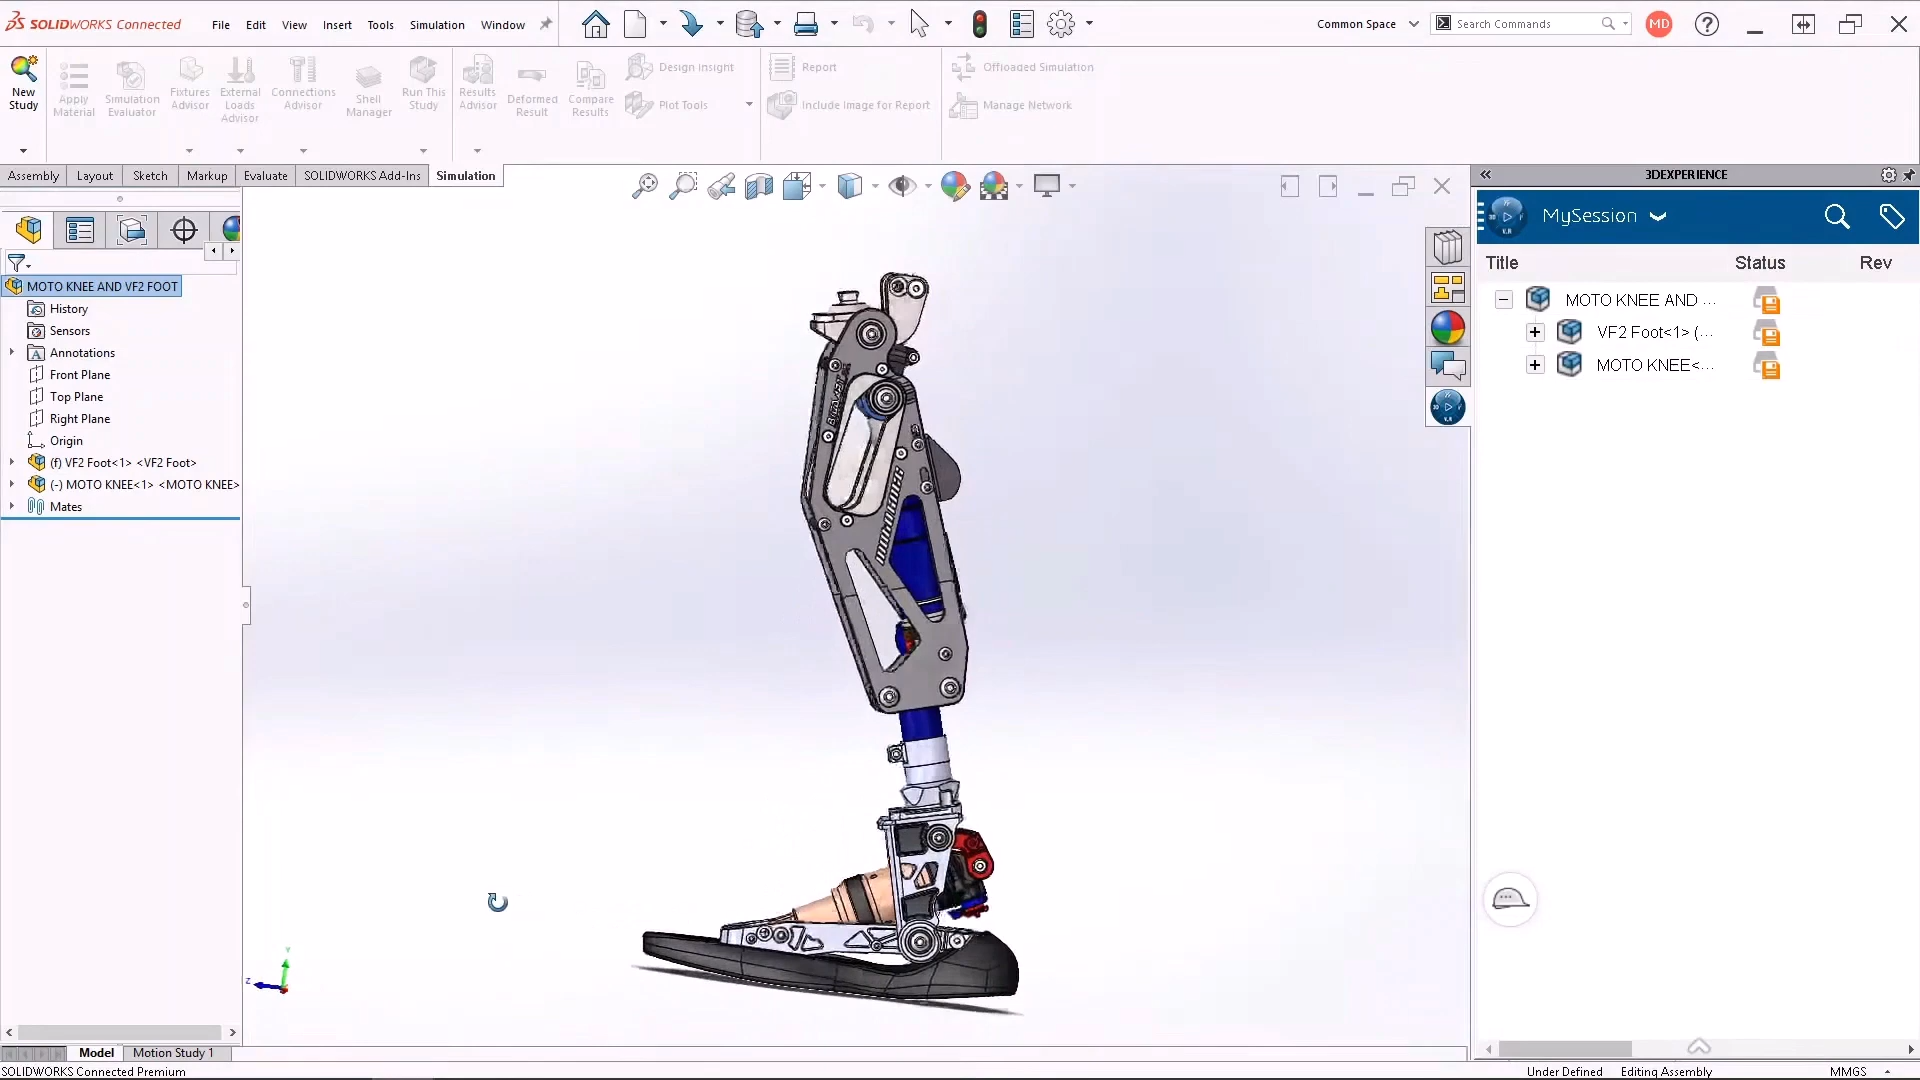 SOLIDWORKS Connected
File Edit View Insert Tools Simulation Window
Common Space
Search Commands
MD
New Study
Apply Material
Simulation Evaluator
Fixtures Advisor
External Loads Advisor
Connections Advisor
Shell Manager
Run This Study
Results Advisor
Deformed Result
Compare Results
Design Insight
Plot Tools
Report
Include Image for Report
Offloaded Simulation
Manage Network
Assembly Layout Sketch Markup Evaluate SOLIDWORKS Add-Ins Simulation
3DEXPERIENCE
MySession
Title Status Rev
MOTO KNEE AND ...
VF2 Foot<1> (...
MOTO KNEE<...
MOTO KNEE AND VF2 FOOT
History
Sensors
Annotations
Front Plane
Top Plane
Right Plane
Origin
(f) VF2 Foot<1> <VF2 Foot>
(-) MOTO KNEE<1> <MOTO KNEE>
Mates
Y
Z
Model Motion Study 1
SOLIDWORKS Connected Premium
Under Defined Editing Assembly MMGS